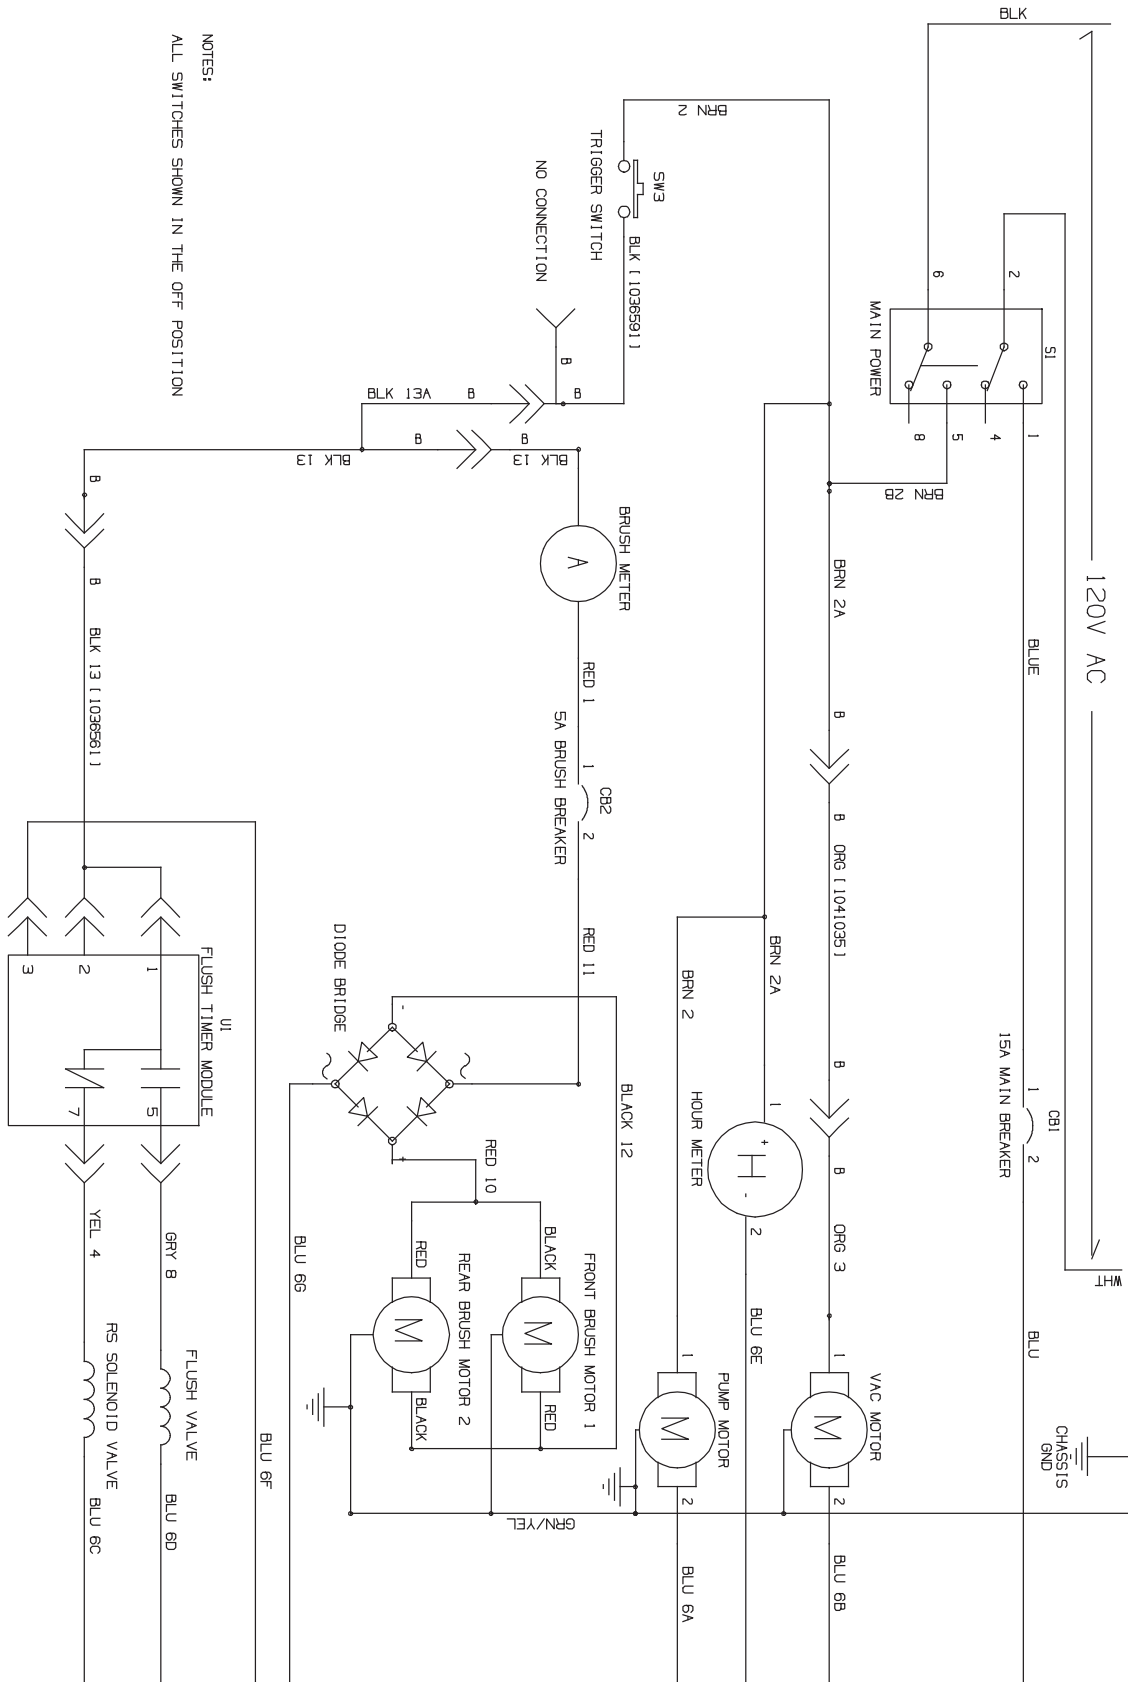 BLK
120V AC
WHT
CHASSIS
GND
S1
MAIN POWER
2
6
1
4
5
8
BLUE
1
CB1
2
15A MAIN BREAKER
BLU
BRN 2B
BRN 2
BRN 2A
B
B
ORG [1041035]
B
B
ORG 3
1
VAC MOTOR
M
2
BLU 6B
BRN 2A
1
HOUR METER
+
H
-
2
BLU 6E
BRN 2
1
PUMP MOTOR
M
2
BLU 6A
GRN/YEL
SW3
TRIGGER SWITCH
BLK [1036591]
NO CONNECTION
B
B
B
BLK 13A
B
B
BLK 13
BLK 13
BRUSH METER
A
RED 1
1
CB2
2
5A BRUSH BREAKER
RED 11
DIODE BRIDGE
-
+
BLACK 12
RED 10
BLACK
FRONT BRUSH MOTOR 1
M
RED
RED
REAR BRUSH MOTOR 2
M
BLACK
BLU 6G
BLU 6F
B
B
BLK 13 [1036561]
U1
FLUSH TIMER MODULE
1
2
3
5
7
GRY 8
FLUSH VALVE
BLU 6D
YEL 4
RS SOLENOID VALVE
BLU 6C
NOTES:
ALL SWITCHES SHOWN IN THE OFF POSITION